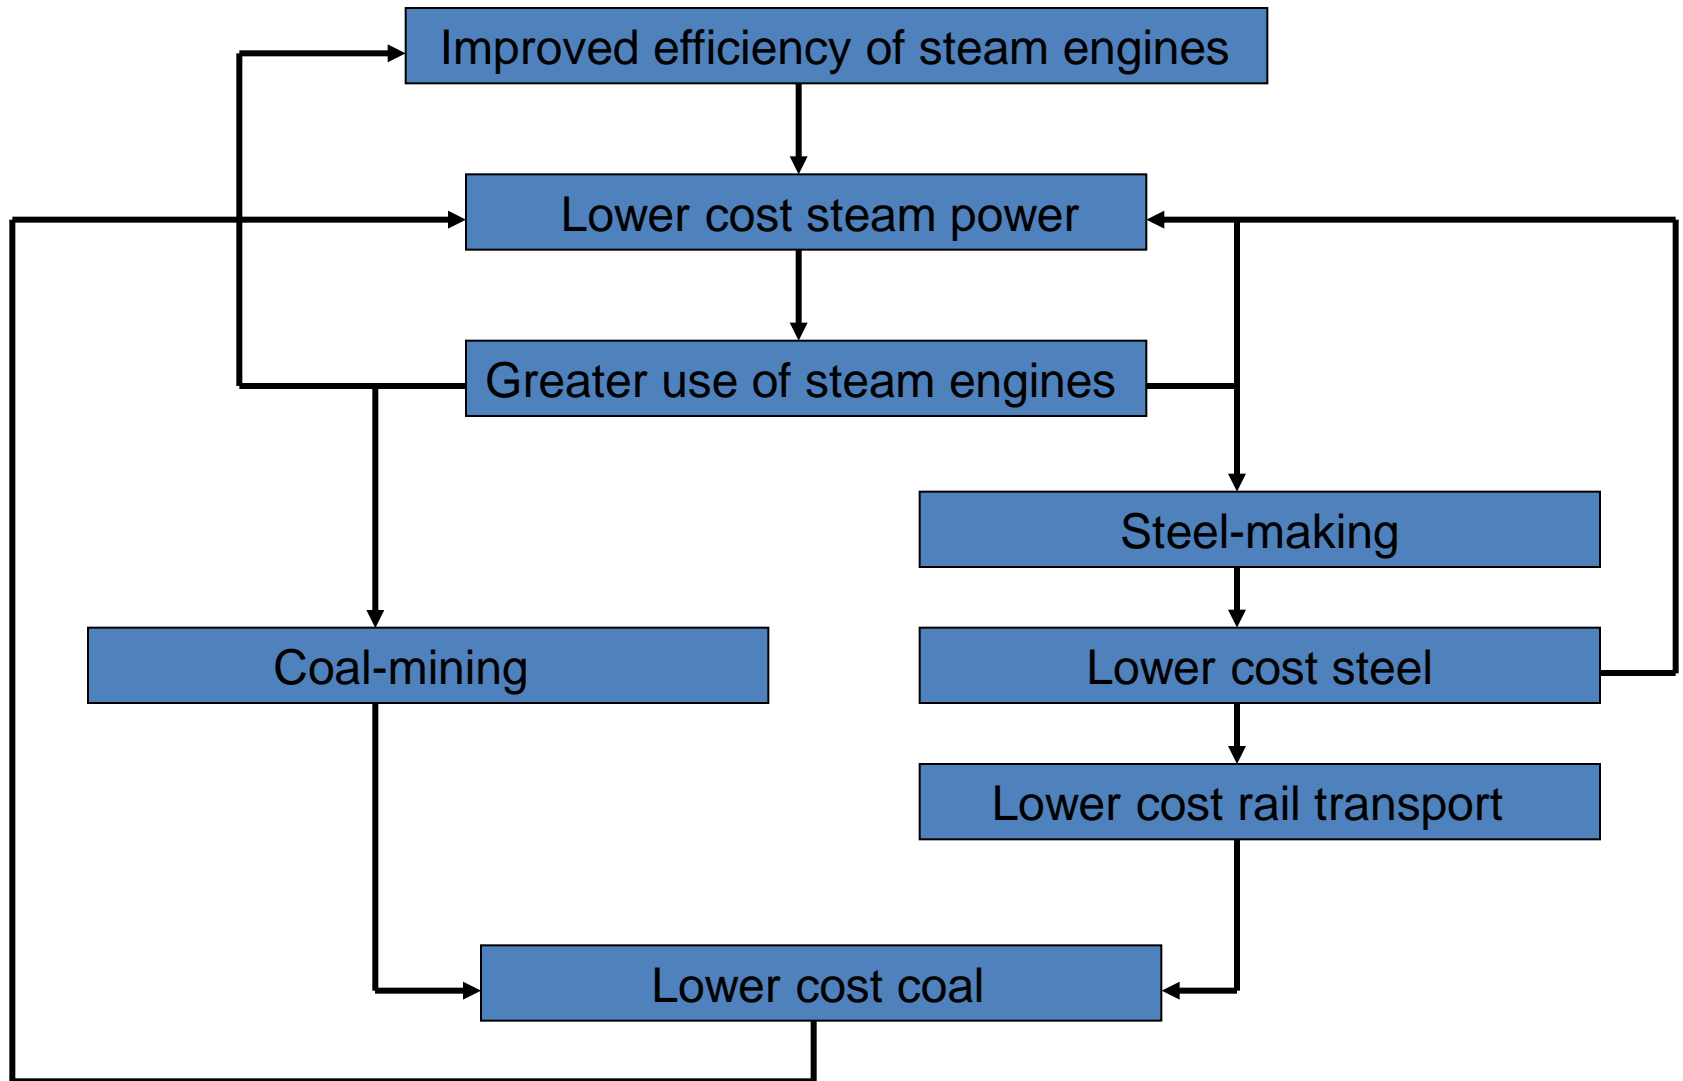 Improved efficiency of steam engines
Lower cost steam power
Greater use of steam engines
Steel-making
Coal-mining
Lower cost steel
Lower cost rail transport
Lower cost coal